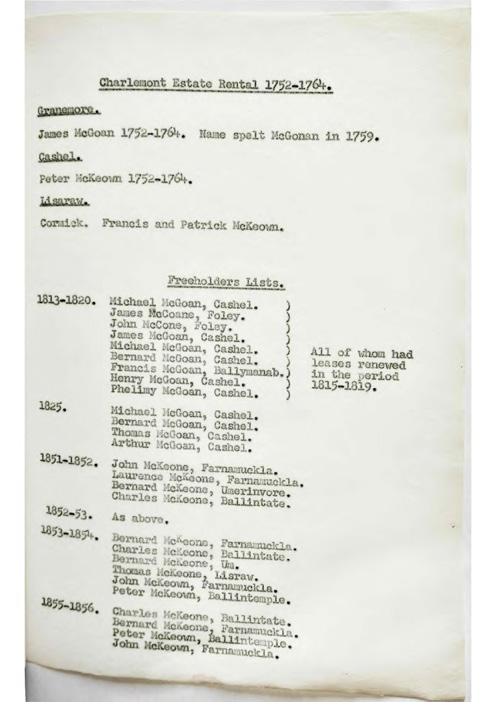 Charlemont Estate Rental 1752-1764.
Granemore.
James McGoan 1752-1764. Name spelt McGonan in 1759.
Cashel.
Peter McKeown 1752-1764.
Lisaraw.
Cormick. Francis and Patrick McKeown.
Freeholders Lists.
1813-1820. Michael McGoan, Cashel. )
James McCoane, Foley. )
John McCone, Foley. )
James McGoan, Cashel. )
Michael McGoan, Cashel. ) All of whom had
Bernard McGoan, Cashel. ) leases renewed
Francis McGoan, Ballymanab. ) in the period
Henry McGoan, Cashel. ) 1815-1819.
Phelimy McGoan, Cashel. )
1825. Michael McGoan, Cashel.
Bernard McGoan, Cashel.
Thomas McGoan, Cashel.
Arthur McGoan, Cashel.
1851-1852. John McKeone, Farnamuckla.
Laurence McKeone, Farnamuckla.
Bernard McKeone, Umerinvore.
Charles McKeone, Ballintate.
1852-53. As above.
1853-1854. Bernard McKeone, Farnamuckla.
Charles McKeone, Ballintate.
Bernard McKeone, Um.
Thomas McKeone, Lisraw.
John McKeown, Farnamuckla.
Peter McKeown, Ballintemple.
1855-1856. Charles McKeone, Ballintate.
Bernard McKeone, Farnamuckla.
Peter McKeown, Ballintemple.
John McKeown, Farnamuckla.